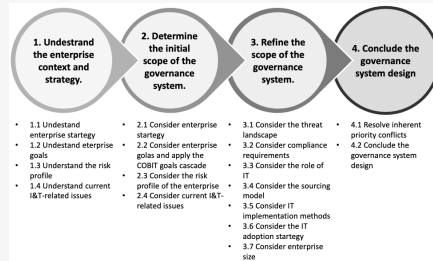 1. Undestrand
the enterprise
context and
strategy.
2. Determine
the initial
scope of the
governance
system.
3. Refine the
scope of the
governance
system.
4. Conclude the
governance
system design
• 1.1 Undestand
enterprise startegy
• 1.2 Undestand eterprise
goals
• 1.3 Understand the risk
profile
• 1.4 Understand current
I&T-related issues
• 2.1 Consider enterprise
startegy
• 2.2 Consider enterprise
golas and apply the
COBIT goals cascade
• 2.3 Consider the risk
profile of the enterprise
• 2.4 Consider current I&T-
related issues
• 3.1 Consider the threat
landscape
• 3.2 Consider compliance
requirements
• 3.3 Consider the role of
IT
• 3.4 Consider the sourcing
model
• 3.5 Consider IT
implementation methods
• 3.6 Consider the IT
adoption startegy
• 3.7 Consider enterprise
size
• 4.1 Resolve inherent
priority conflicts
• 4.2 Conclude the
governance system
design